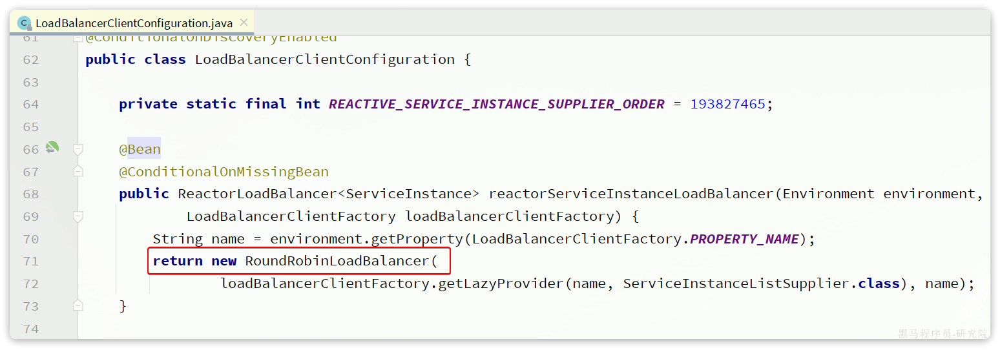 LoadBalancerClientConfiguration.java
61 @ConditionalOnDiscoveryEnabled
62 public class LoadBalancerClientConfiguration {
63
64 private static final int REACTIVE_SERVICE_INSTANCE_SUPPLIER_ORDER = 193827465;
65
66 @Bean
67 @ConditionalOnMissingBean
68 public ReactorLoadBalancer<ServiceInstance> reactorServiceInstanceLoadBalancer(Environment environment,
69 LoadBalancerClientFactory loadBalancerClientFactory) {
70 String name = environment.getProperty(LoadBalancerClientFactory.PROPERTY_NAME);
71 return new RoundRobinLoadBalancer(
72 loadBalancerClientFactory.getLazyProvider(name, ServiceInstanceListSupplier.class), name);
73 }
74
黑马程序员-研究院